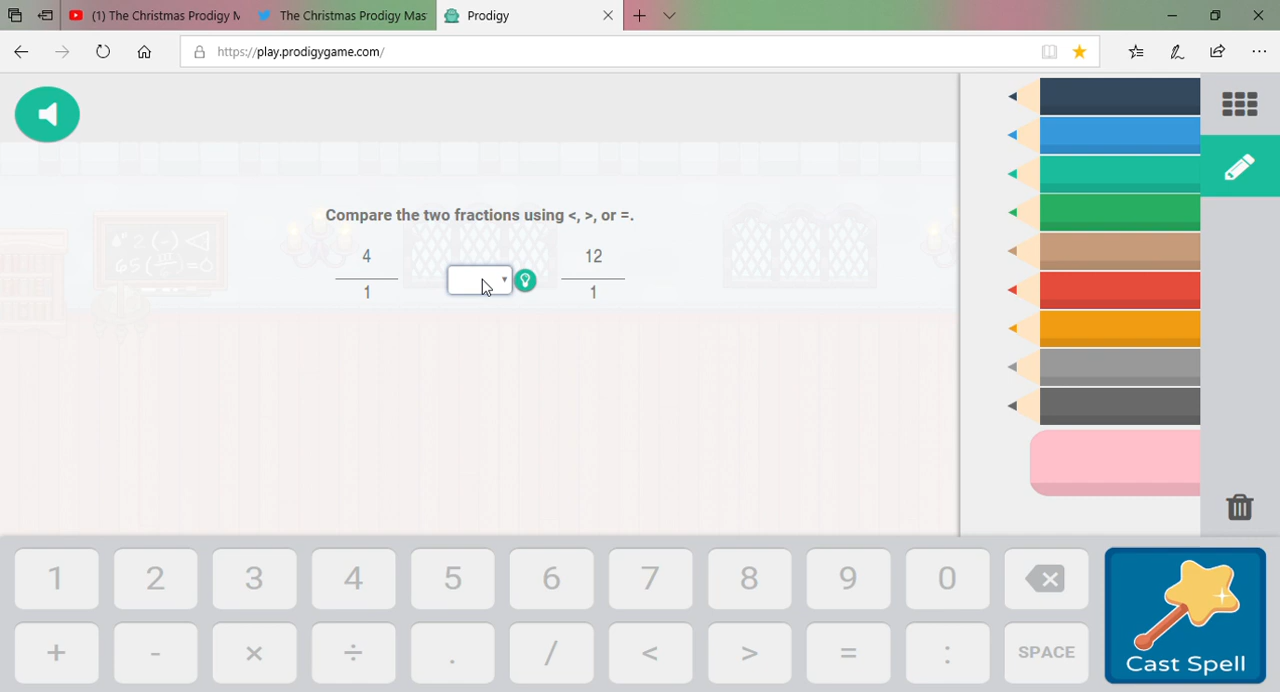 (1) The Christmas Prodigy M
The Christmas Prodigy Mas
Prodigy
https://play.prodigygame.com/
Compare the two fractions using <, >, or =.
4
12
1
1
1 2 3 4 5 6 7 8 9 0
+ - × ÷ . / < > = : SPACE
Cast Spell